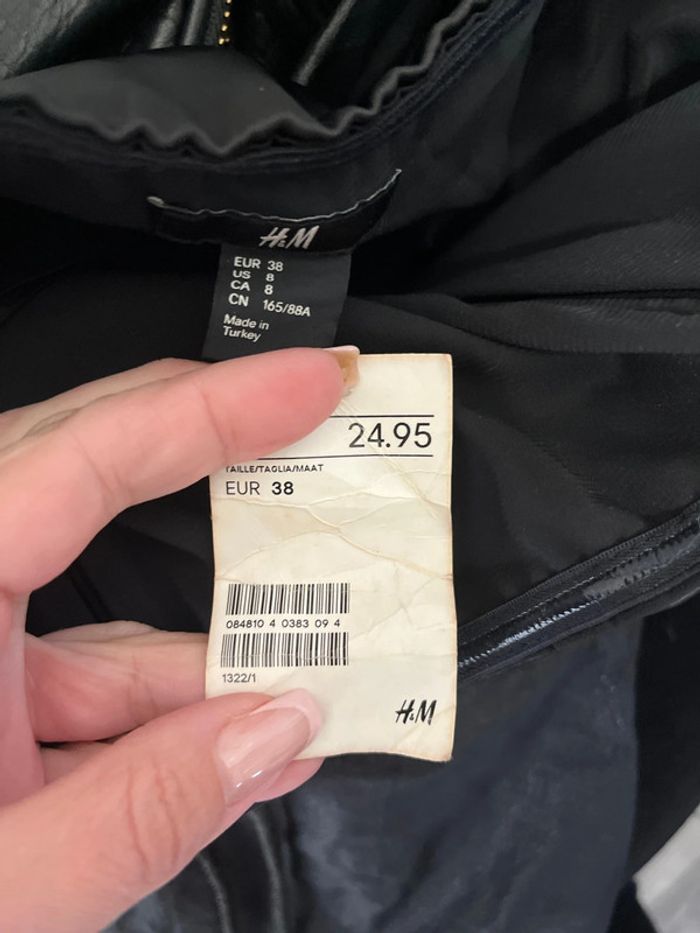 H&M
EUR 38
US 8
CA 8
CN 165/88A
Made in
Turkey
24.95
TAILLE/TAGLIA/MAAT
EUR 38
084810 4 0383 09 4
1322/1
H&M